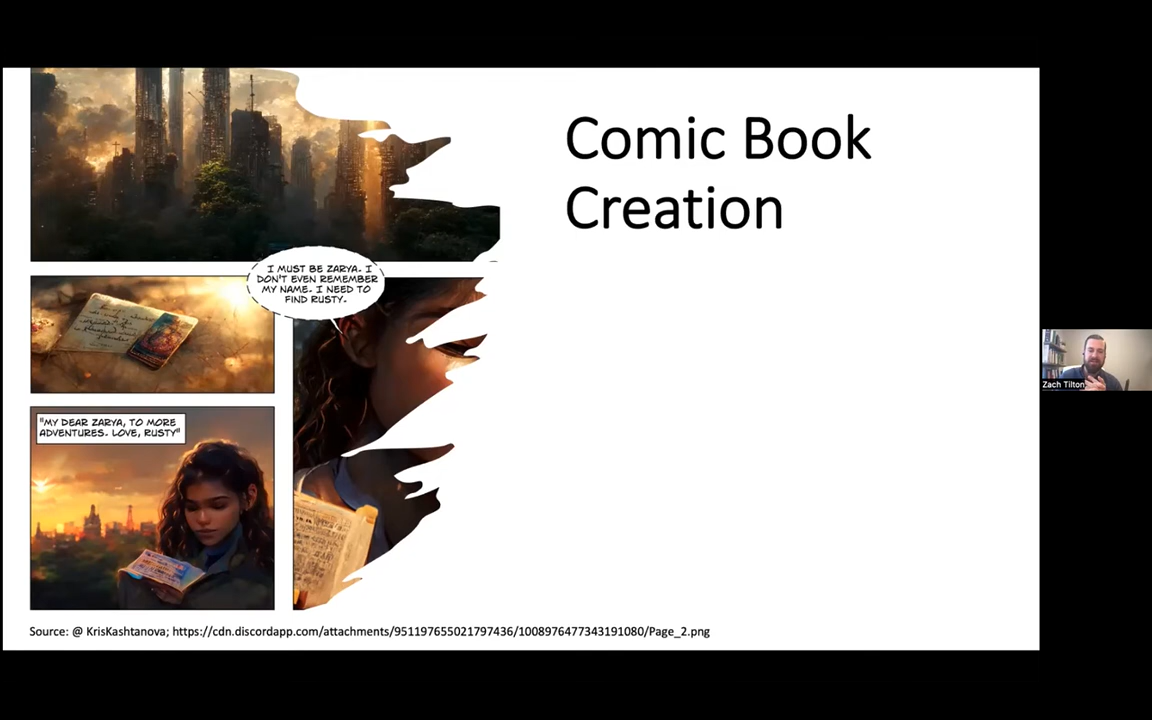 Comic Book
Creation
I MUST BE ZARYA. I
DON'T EVEN REMEMBER
MY NAME. I NEED TO
FIND RUSTY.
"MY DEAR ZARYA, TO MORE
ADVENTURES. LOVE, RUSTY"
Source: @ KrisKashtanova; https://cdn.discordapp.com/attachments/951197655021797436/1008976477343191080/Page_2.png
Zach Tilton